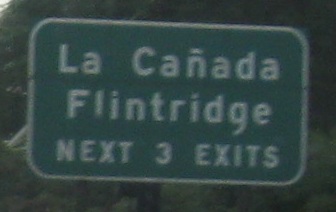 La Cañada
Flintridge
NEXT 3 EXITS